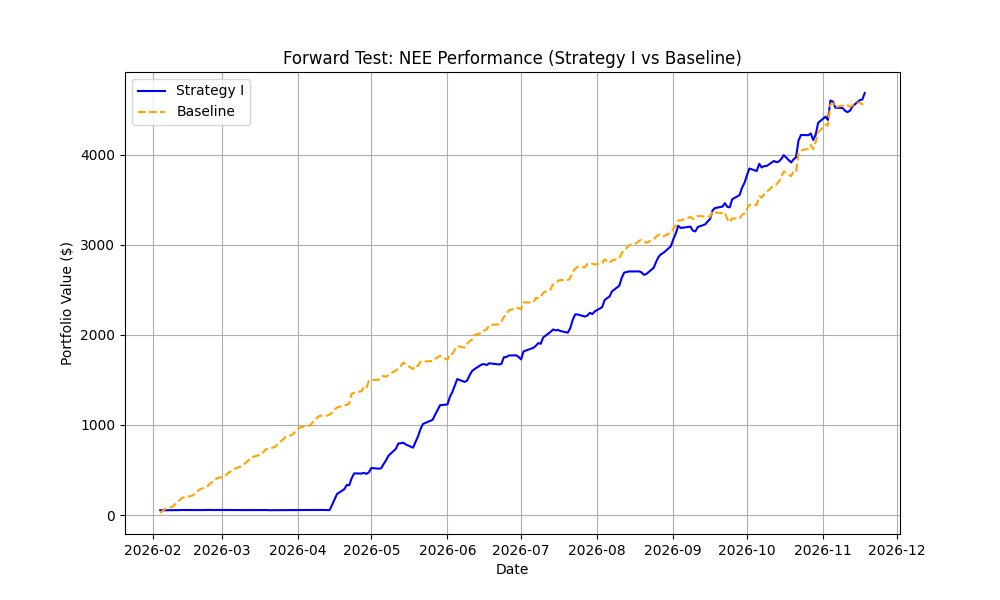 Forward Test: NEE Performance (Strategy I vs Baseline)
Strategy I
Baseline
Portfolio Value ($)
4000
3000
2000
1000
0
2026-02 2026-03 2026-04 2026-05 2026-06 2026-07 2026-08 2026-09 2026-10 2026-11 2026-12
Date